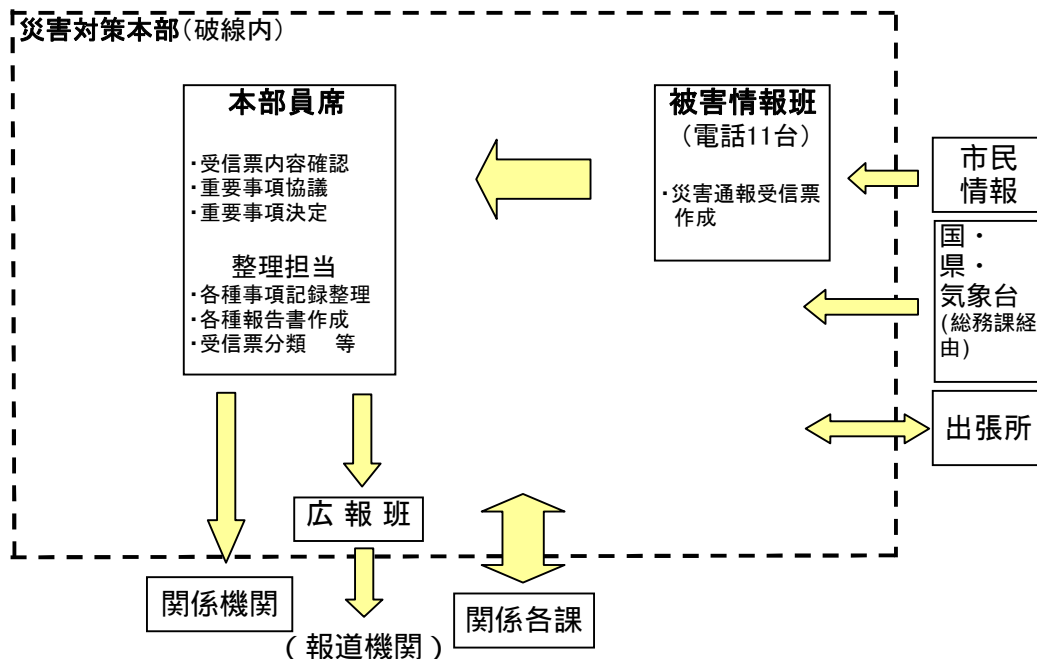 災害対策本部(破線内)
本部員席
・受信票内容確認
・重要事項協議
・重要事項決定
整理担当
・各種事項記録整理
・各種報告書作成
・受信票分類　等
被害情報班
(電話11台)
・災害通報受信票
作成
市民
情報
国・
県・
気象台
(総務課経
由)
出張所
広 報 班
関係機関
(報道機関)
関係各課